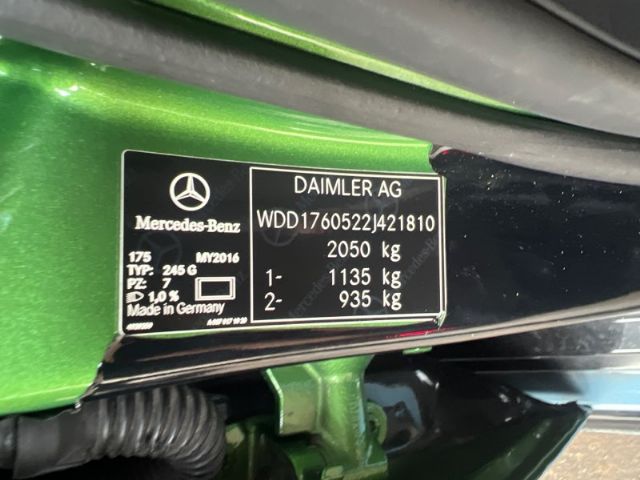 Mercedes-Benz
175 MY2016
TYP: 245 G
PZ: 7
1,0 %
Made in Germany
DAIMLER AG
WDD1760522J421810
2050 kg
1- 1135 kg
2- 935 kg